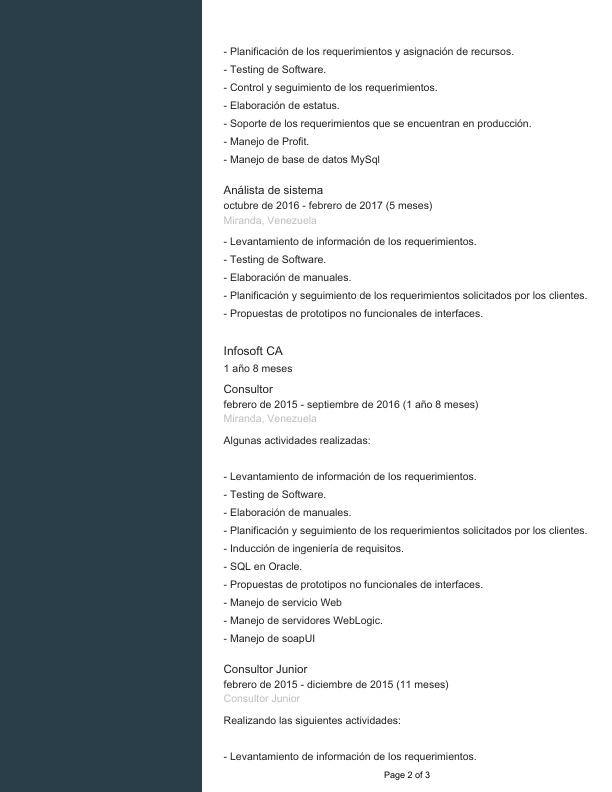 - Planificación de los requerimientos y asignación de recursos.
- Testing de Software.
- Control y seguimiento de los requerimientos.
- Elaboración de estatus.
- Soporte de los requerimientos que se encuentran en producción.
- Manejo de Profit.
- Manejo de base de datos MySql
Análista de sistema
octubre de 2016 - febrero de 2017 (5 meses)
Miranda, Venezuela
- Levantamiento de información de los requerimientos.
- Testing de Software.
- Elaboración de manuales.
- Planificación y seguimiento de los requerimientos solicitados por los clientes.
- Propuestas de prototipos no funcionales de interfaces.
Infosoft CA
1 año 8 meses
Consultor
febrero de 2015 - septiembre de 2016 (1 año 8 meses)
Miranda, Venezuela
Algunas actividades realizadas:
- Levantamiento de información de los requerimientos.
- Testing de Software.
- Elaboración de manuales.
- Planificación y seguimiento de los requerimientos solicitados por los clientes.
- Inducción de ingeniería de requisitos.
- SQL en Oracle.
- Propuestas de prototipos no funcionales de interfaces.
- Manejo de servicio Web
- Manejo de servidores WebLogic.
- Manejo de soapUI
Consultor Junior
febrero de 2015 - diciembre de 2015 (11 meses)
Consultor Junior
Realizando las siguientes actividades:
- Levantamiento de información de los requerimientos.
Page 2 of 3